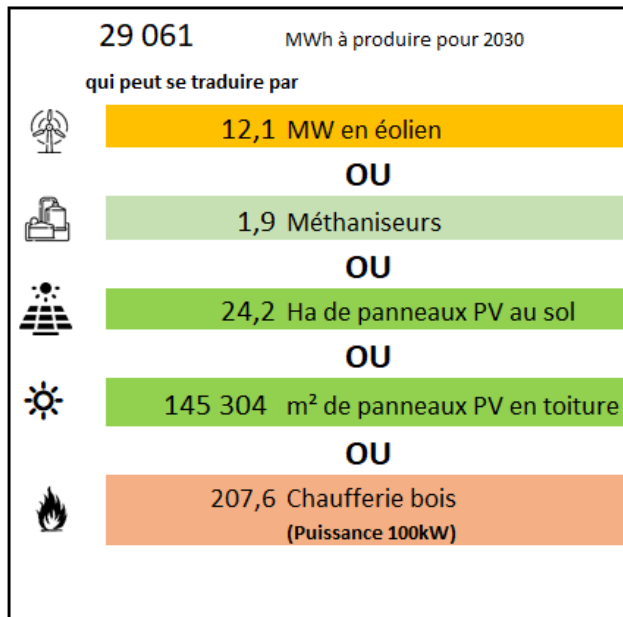 29 061 MWh à produire pour 2030
qui peut se traduire par
12,1 MW en éolien
OU
1,9 Méthaniseurs
OU
24,2 Ha de panneaux PV au sol
OU
145 304 m² de panneaux PV en toiture
OU
207,6 Chaufferie bois
(Puissance 100kW)